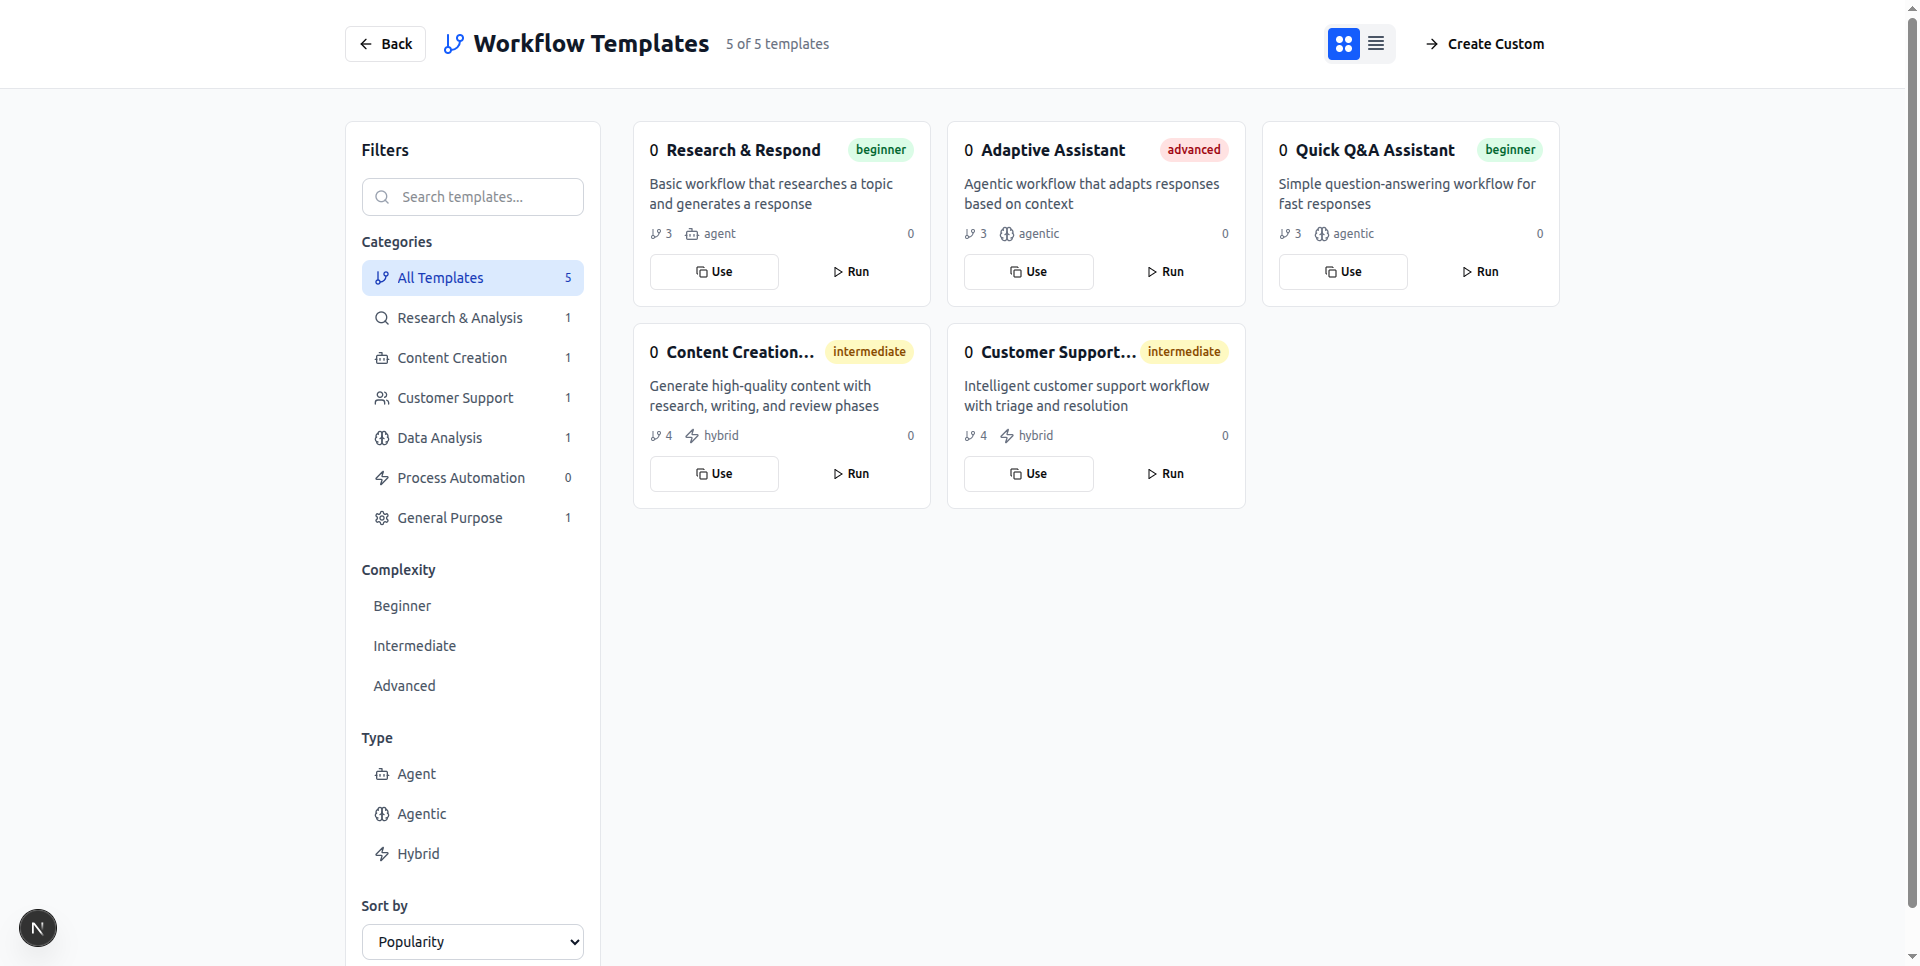 Back
Workflow Templates
5 of 5 templates
Create Custom
Filters
Search templates...
Categories
All Templates 5
Research & Analysis 1
Content Creation 1
Customer Support 1
Data Analysis 1
Process Automation 0
General Purpose 1
Complexity
Beginner
Intermediate
Advanced
Type
Agent
Agentic
Hybrid
Sort by
Popularity
0 Research & Respond beginner
Basic workflow that researches a topic
and generates a response
3 agent 0
Use Run
0 Adaptive Assistant advanced
Agentic workflow that adapts responses
based on context
3 agentic 0
Use Run
0 Quick Q&A Assistant beginner
Simple question-answering workflow for
fast responses
3 agentic 0
Use Run
0 Content Creation... intermediate
Generate high-quality content with
research, writing, and review phases
4 hybrid 0
Use Run
0 Customer Support... intermediate
Intelligent customer support workflow
with triage and resolution
4 hybrid 0
Use Run
N